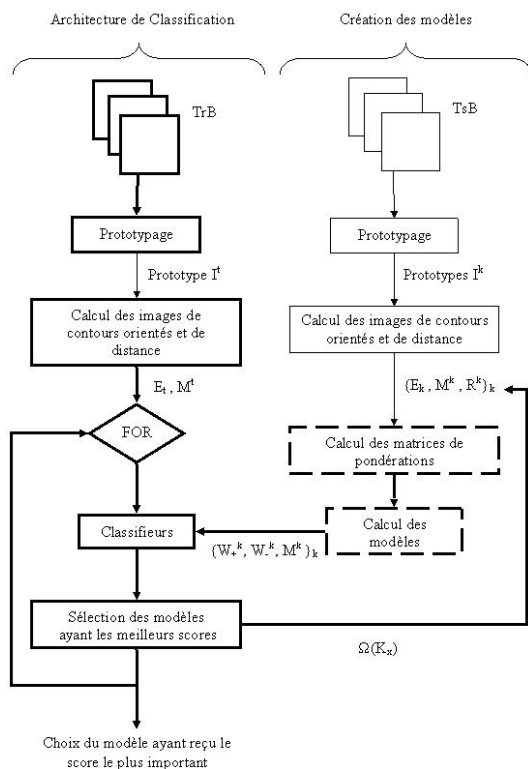 Architecture de Classification
Création des modèles
TrB
TsB
Prototypage
Prototypage
Prototype I^t
Prototypes I^k
Calcul des images de
contours orientés et de
distance
Calcul des images de contours
orientés et de distance
E_t , M^t
{E_k , M^k , R^k}_k
FOR
Calcul des matrices de
pondérations
Classifieurs
Calcul des
modèles
{W_+^k, W_-^k, M^k}_k
Sélection des modèles
ayant les meilleurs scores
Ω(K_x)
Choix du modèle ayant reçu le
score le plus important